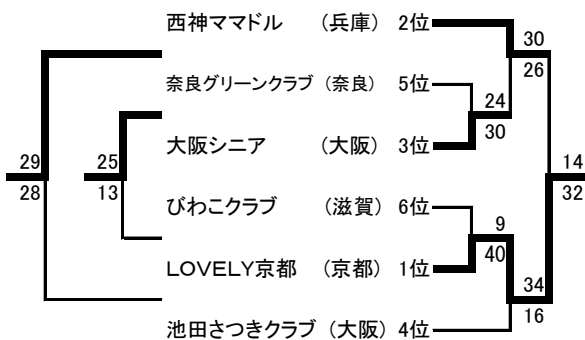 西神ママドル （兵庫） 2位 30
26
奈良グリーンクラブ （奈良） 5位 24
30
大阪シニア （大阪） 3位
29 25 14
28 13 32
びわこクラブ （滋賀） 6位 9
40
LOVELY京都 （京都） 1位 34
16
池田さつきクラブ （大阪） 4位